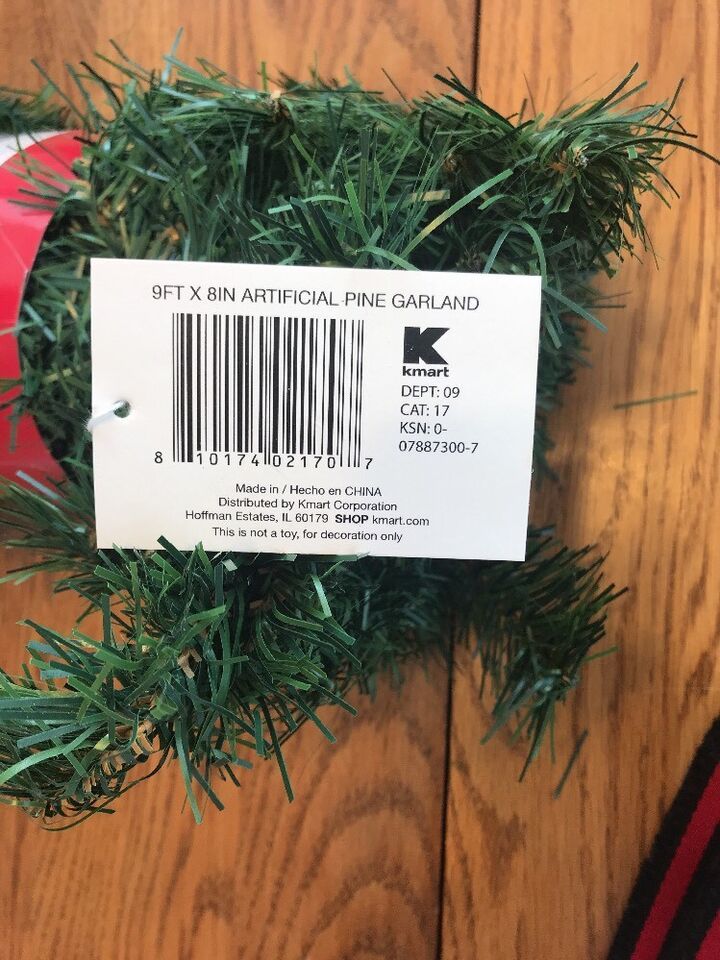 9FT X 8IN ARTIFICIAL PINE GARLAND
K
kmart
DEPT: 09
CAT: 17
KSN: 0-
07887300-7
8 10174 02170 7
Made in / Hecho en CHINA
Distributed by Kmart Corporation
Hoffman Estates, IL 60179 SHOP kmart.com
This is not a toy, for decoration only